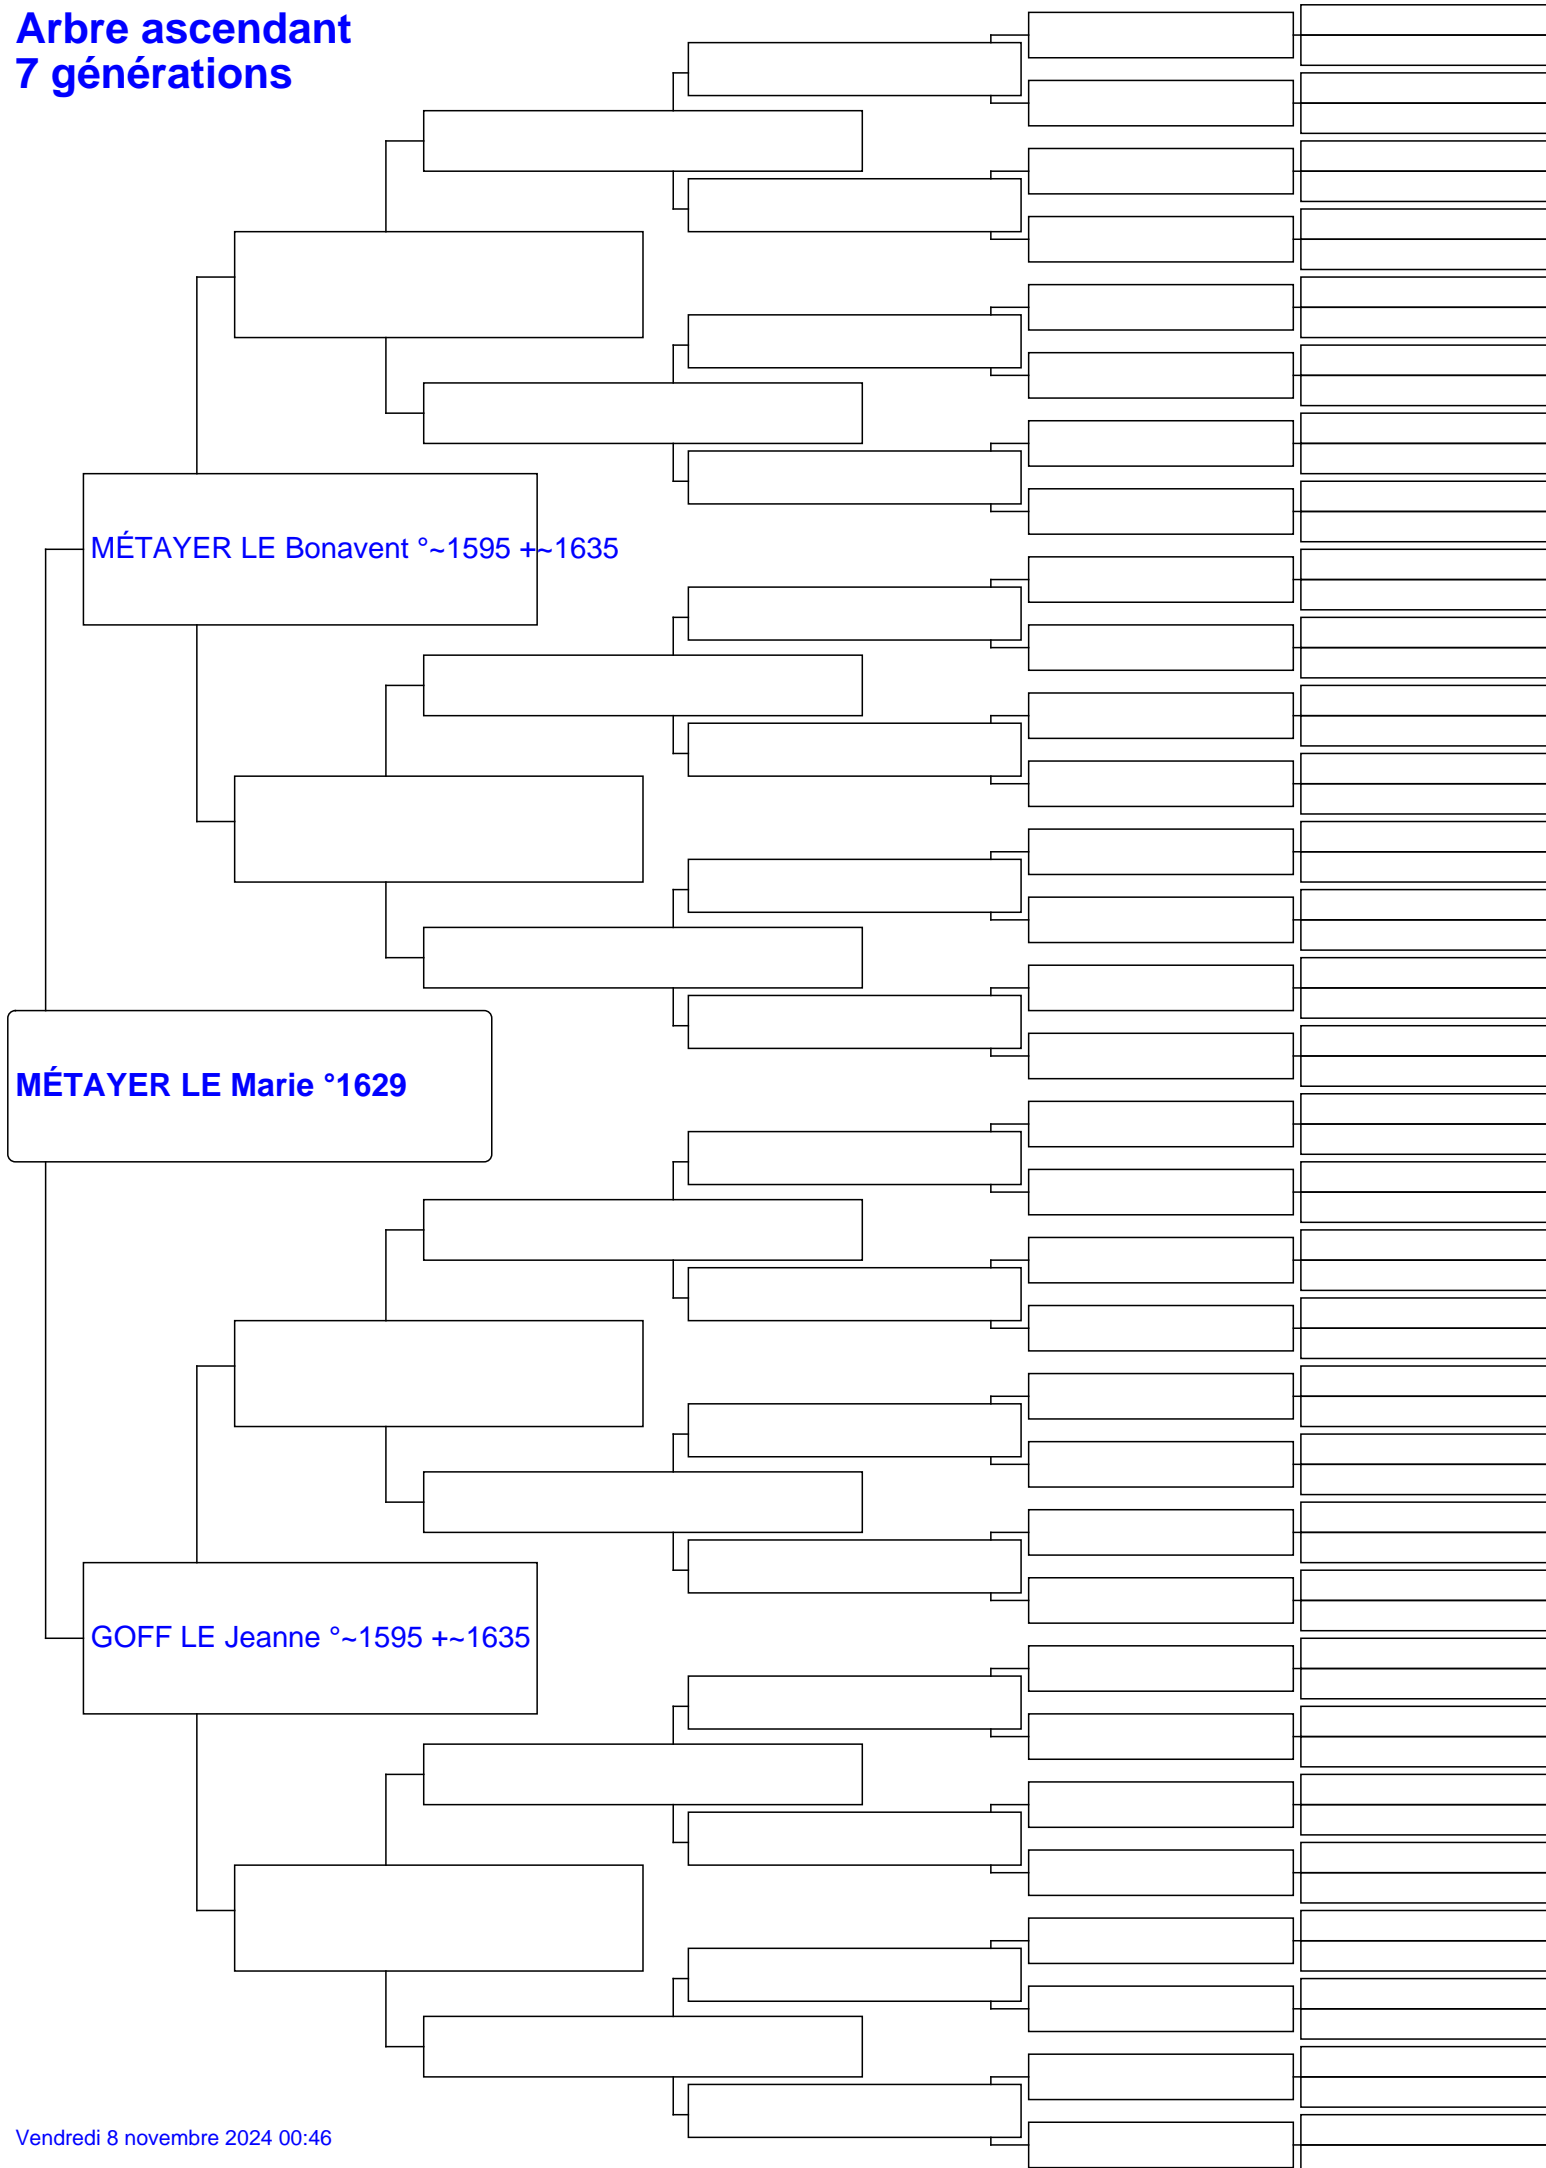 Arbre ascendant
7 générations
MÉTAYER LE Bonavent °~1595 +~1635
MÉTAYER LE Marie °1629
GOFF LE Jeanne °~1595 +~1635
Vendredi 8 novembre 2024 00:46